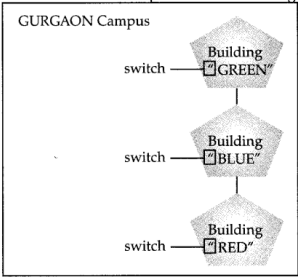 GURGAON Campus
Building
switch "GREEN"
Building
switch "BLUE"
Building
switch "RED"